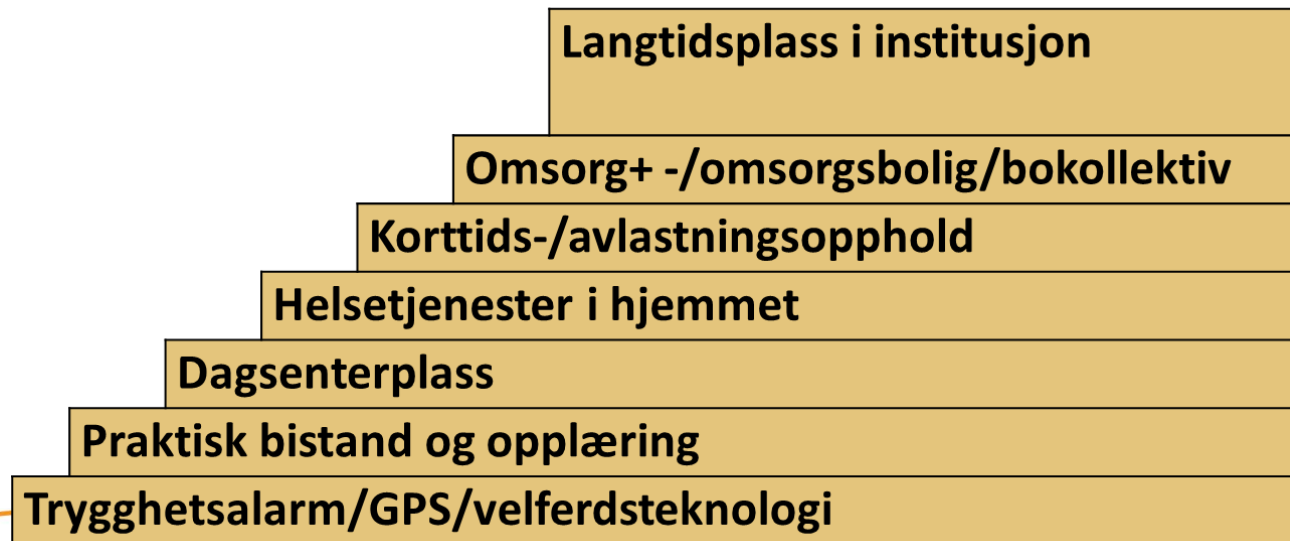 Langtidsplass i institusjon
Omsorg+ -/omsorgsbolig/bokollektiv
Korttids-/avlastningsopphold
Helsetjenester i hjemmet
Dagsenterplass
Praktisk bistand og opplæring
Trygghetsalarm/GPS/velferdsteknologi